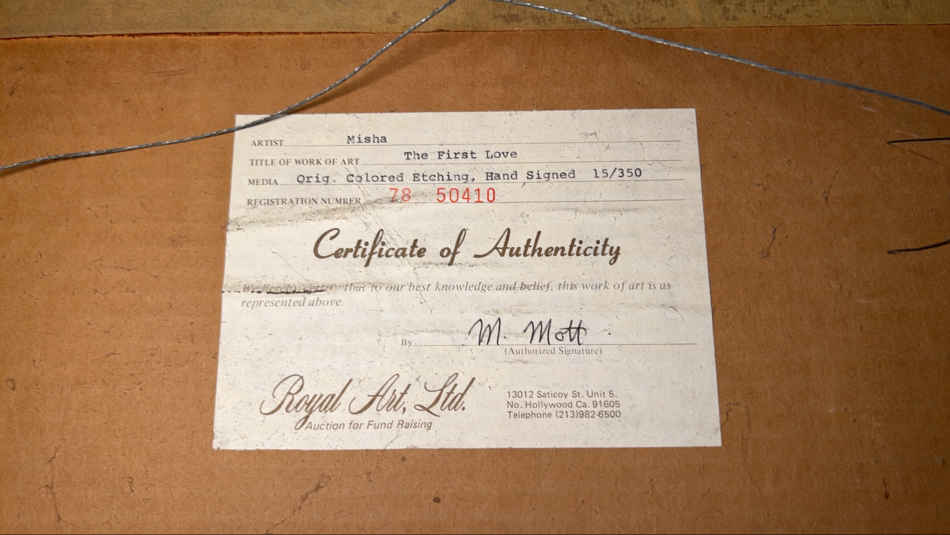 ARTIST Misha
TITLE OF WORK OF ART The First Love
MEDIA Orig. Colored Etching, Hand Signed 15/350
REGISTRATION NUMBER 78 50410
Certificate of Authenticity
that to our best knowledge and belief, this work of art is as
represented above.
By M. Mott
(Authorized Signature)
Royal Art, Ltd.
Auction for Fund Raising
13012 Saticoy St. Unit 5.
No. Hollywood Ca. 91605
Telephone (213)982-6500